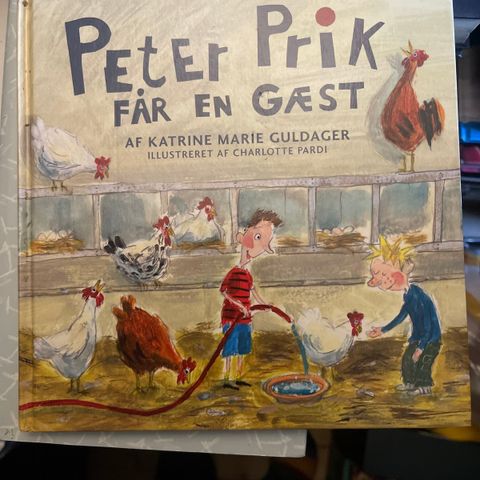 PEtER PRiK
FÅR EN GÆST
AF KATRINE MARIE GULDAGER
ILLUSTRERET AF CHARLOTTE PARDI